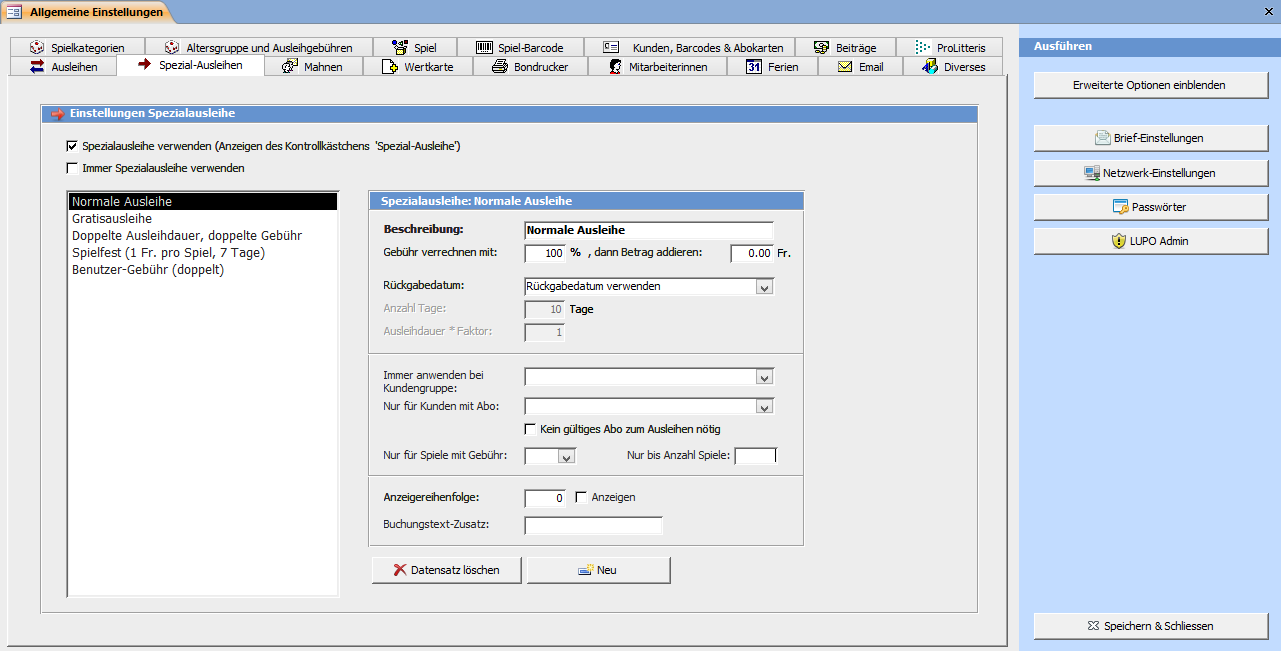 Allgemeine Einstellungen
Spielkategorien Altersgruppe und Ausleihgebühren Spiel Spiel-Barcode Kunden, Barcodes & Abokarten Beiträge ProLitteris
Ausleihen Spezial-Ausleihen Mahnen Wertkarte Bondrucker Mitarbeiterinnen 31 Ferien Email Diverses
Einstellungen Spezialausleihe
Spezialausleihe verwenden (Anzeigen des Kontrollkästchens 'Spezial-Ausleihe')
Immer Spezialausleihe verwenden
Normale Ausleihe
Gratisausleihe
Doppelte Ausleihdauer, doppelte Gebühr
Spielfest (1 Fr. pro Spiel, 7 Tage)
Benutzer-Gebühr (doppelt)
Spezialausleihe: Normale Ausleihe
Beschreibung: Normale Ausleihe
Gebühr verrechnen mit: 100 % , dann Betrag addieren: 0.00 Fr.
Rückgabedatum: Rückgabedatum verwenden
Anzahl Tage: 10 Tage
Ausleihdauer * Faktor: 1
Immer anwenden bei
Kundengruppe:
Nur für Kunden mit Abo:
Kein gültiges Abo zum Ausleihen nötig
Nur für Spiele mit Gebühr: Nur bis Anzahl Spiele:
Anzeigereihenfolge: 0 Anzeigen
Buchungstext-Zusatz:
Datensatz löschen Neu
Ausführen
Erweiterte Optionen einblenden
Brief-Einstellungen
Netzwerk-Einstellungen
Passwörter
LUPO Admin
Speichern & Schliessen